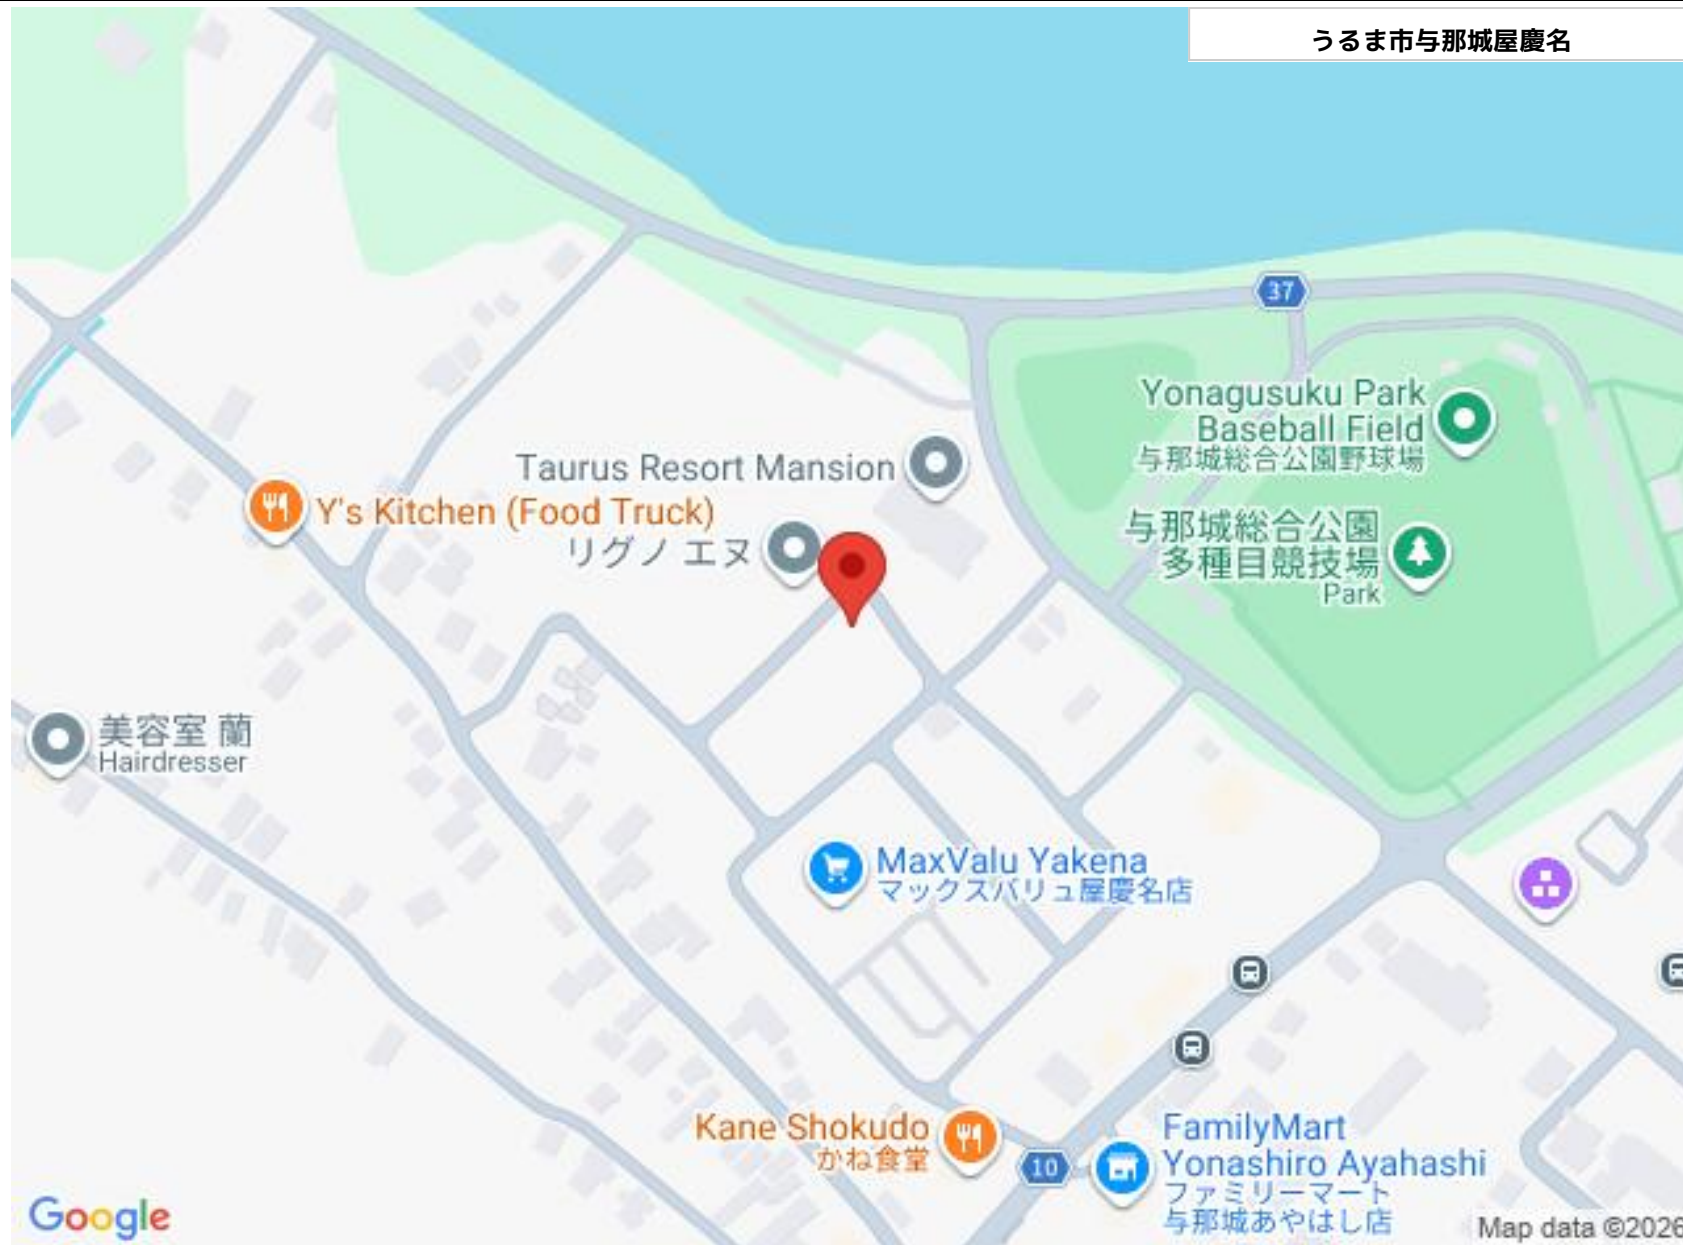 うるま市与那城屋慶名
37
Yonagusuku Park
Baseball Field
与那城総合公園野球場
Taurus Resort Mansion
Y's Kitchen (Food Truck)
リグノ エヌ
与那城総合公園
多種目競技場
Park
美容室 蘭
Hairdresser
MaxValu Yakena
マックスバリュ屋慶名店
Kane Shokudo
かね食堂
10
FamilyMart
Yonashiro Ayahashi
ファミリーマート
与那城あやはし店
Google
Map data ©2026